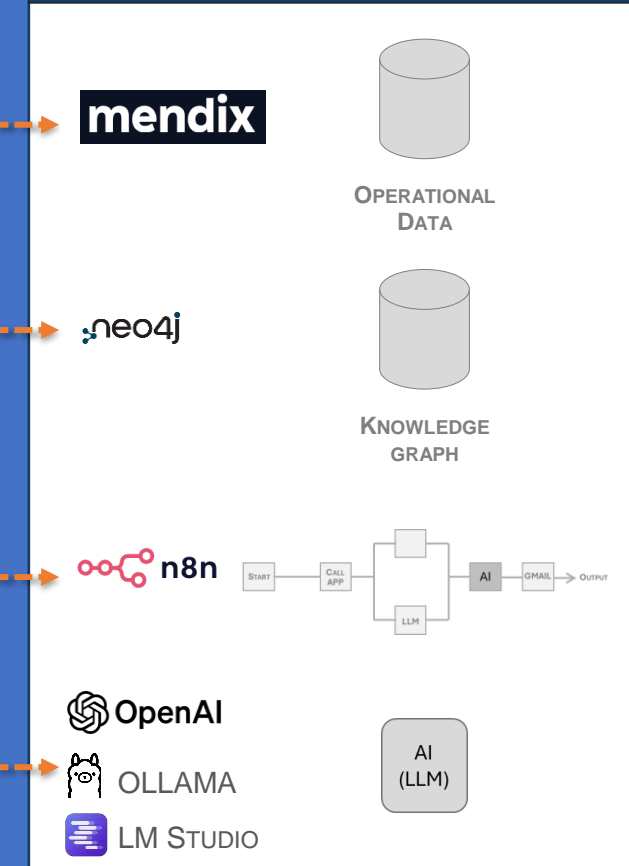 mendix
OPERATIONAL
DATA
neo4j
KNOWLEDGE
GRAPH
n8n
START
CALL
APP
LLM
AI
GMAIL
OUTPUT
OpenAI
OLLAMA
LM STUDIO
AI
(LLM)